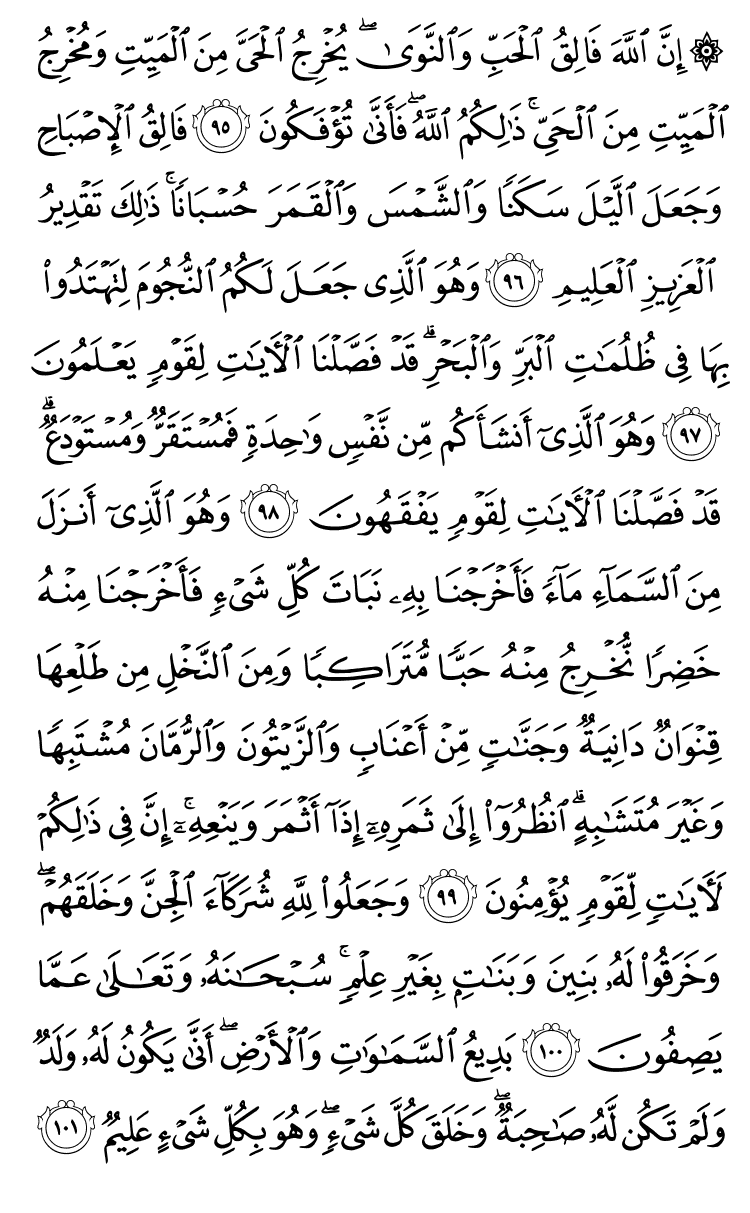 ۞ إِنَّ ٱللَّهَ فَالِقُ ٱلْحَبِّ وَٱلنَّوَىٰ ۖ يُخْرِجُ ٱلْحَىَّ مِنَ ٱلْمَيِّتِ وَمُخْرِجُ
ٱلْمَيِّتِ مِنَ ٱلْحَىِّ ۚ ذَٰلِكُمُ ٱللَّهُ ۖ فَأَنَّىٰ تُؤْفَكُونَ ٩٥ فَالِقُ ٱلْإِصْبَاحِ
وَجَعَلَ ٱلَّيْلَ سَكَنًا وَٱلشَّمْسَ وَٱلْقَمَرَ حُسْبَانًا ۚ ذَٰلِكَ تَقْدِيرُ
ٱلْعَزِيزِ ٱلْعَلِيمِ ٩٦ وَهُوَ ٱلَّذِى جَعَلَ لَكُمُ ٱلنُّجُومَ لِتَهْتَدُوا۟
بِهَا فِى ظُلُمَٰتِ ٱلْبَرِّ وَٱلْبَحْرِ ۗ قَدْ فَصَّلْنَا ٱلْءَايَٰتِ لِقَوْمٍ يَعْلَمُونَ
٩٧ وَهُوَ ٱلَّذِىٓ أَنشَأَكُم مِّن نَّفْسٍ وَٰحِدَةٍ فَمُسْتَقَرٌّ وَمُسْتَوْدَعٌ ۗ
قَدْ فَصَّلْنَا ٱلْءَايَٰتِ لِقَوْمٍ يَفْقَهُونَ ٩٨ وَهُوَ ٱلَّذِىٓ أَنزَلَ
مِنَ ٱلسَّمَآءِ مَآءً فَأَخْرَجْنَا بِهِۦ نَبَاتَ كُلِّ شَىْءٍ فَأَخْرَجْنَا مِنْهُ
خَضِرًا نُّخْرِجُ مِنْهُ حَبًّا مُّتَرَاكِبًا وَمِنَ ٱلنَّخْلِ مِن طَلْعِهَا
قِنْوَانٌ دَانِيَةٌ وَجَنَّٰتٍ مِّنْ أَعْنَابٍ وَٱلزَّيْتُونَ وَٱلرُّمَّانَ مُشْتَبِهًا
وَغَيْرَ مُتَشَٰبِهٍ ۗ ٱنظُرُوٓا۟ إِلَىٰ ثَمَرِهِۦٓ إِذَآ أَثْمَرَ وَيَنْعِهِۦٓ ۚ إِنَّ فِى ذَٰلِكُمْ
لَءَايَٰتٍ لِّقَوْمٍ يُؤْمِنُونَ ٩٩ وَجَعَلُوا۟ لِلَّهِ شُرَكَآءَ ٱلْجِنَّ وَخَلَقَهُمْ ۖ
وَخَرَقُوا۟ لَهُۥ بَنِينَ وَبَنَٰتٍۭ بِغَيْرِ عِلْمٍ ۚ سُبْحَٰنَهُۥ وَتَعَٰلَىٰ عَمَّا
يَصِفُونَ ١٠٠ بَدِيعُ ٱلسَّمَٰوَٰتِ وَٱلْأَرْضِ ۖ أَنَّىٰ يَكُونُ لَهُۥ وَلَدٌ
وَلَمْ تَكُن لَّهُۥ صَٰحِبَةٌ ۖ وَخَلَقَ كُلَّ شَىْءٍ ۖ وَهُوَ بِكُلِّ شَىْءٍ عَلِيمٌ ١٠١